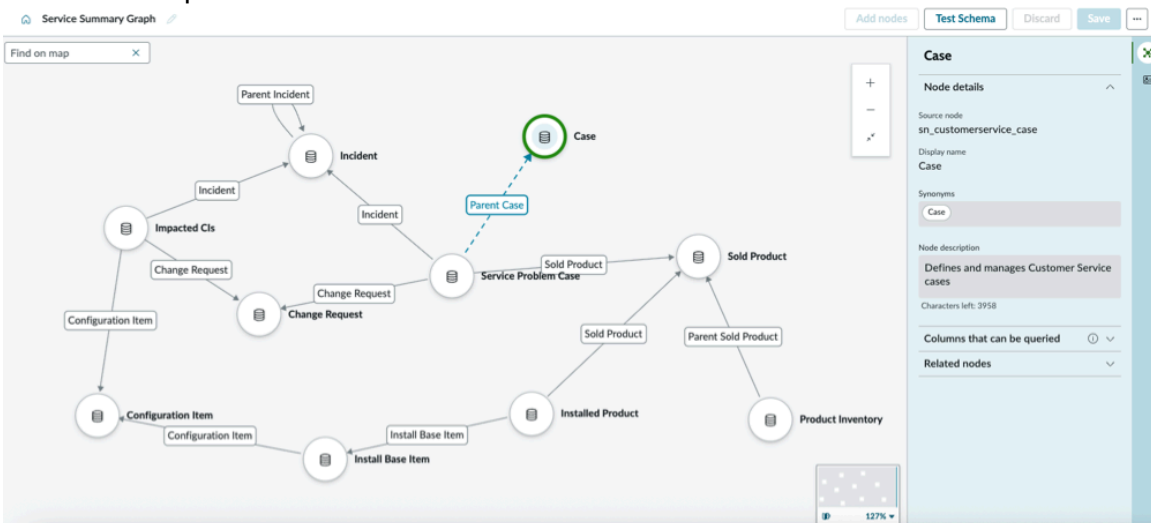 Service Summary Graph
Add nodes
Test Schema
Discard
Save
Find on map
Parent Incident
Incident
Case
Incident
Parent Case
Incident
Impacted CIs
Change Request
Sold Product
Sold Product
Service Problem Case
Change Request
Change Request
Configuration Item
Sold Product
Parent Sold Product
Configuration Item
Configuration Item
Install Base Item
Installed Product
Product Inventory
Install Base Item
127%
Case
Node details
Source node
sn_customerservice_case
Display name
Case
Synonyms
Case
Node description
Defines and manages Customer Service
cases
Characters left: 3958
Columns that can be queried
Related nodes